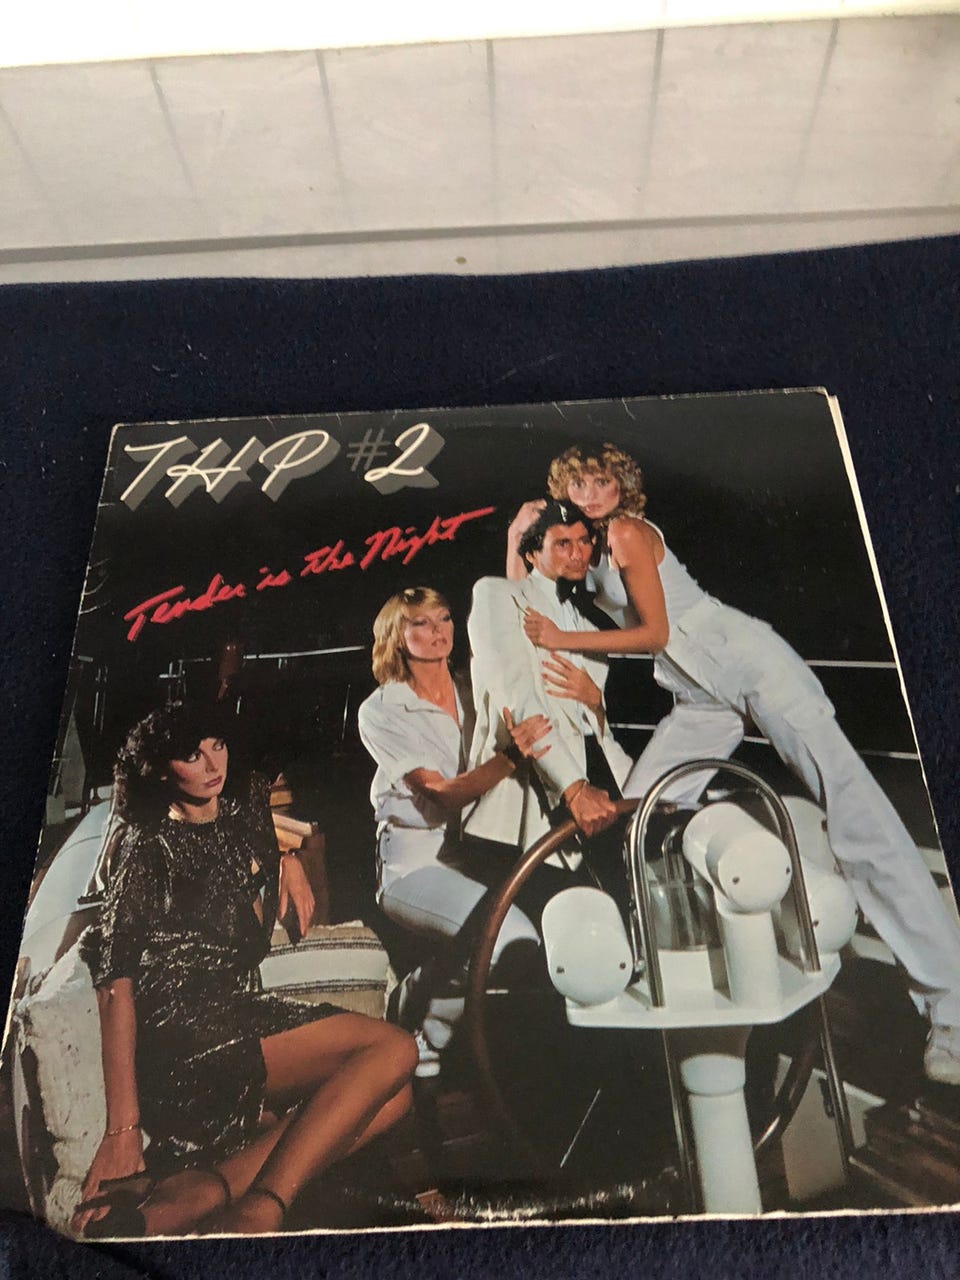 THP #2
Tender is the Night